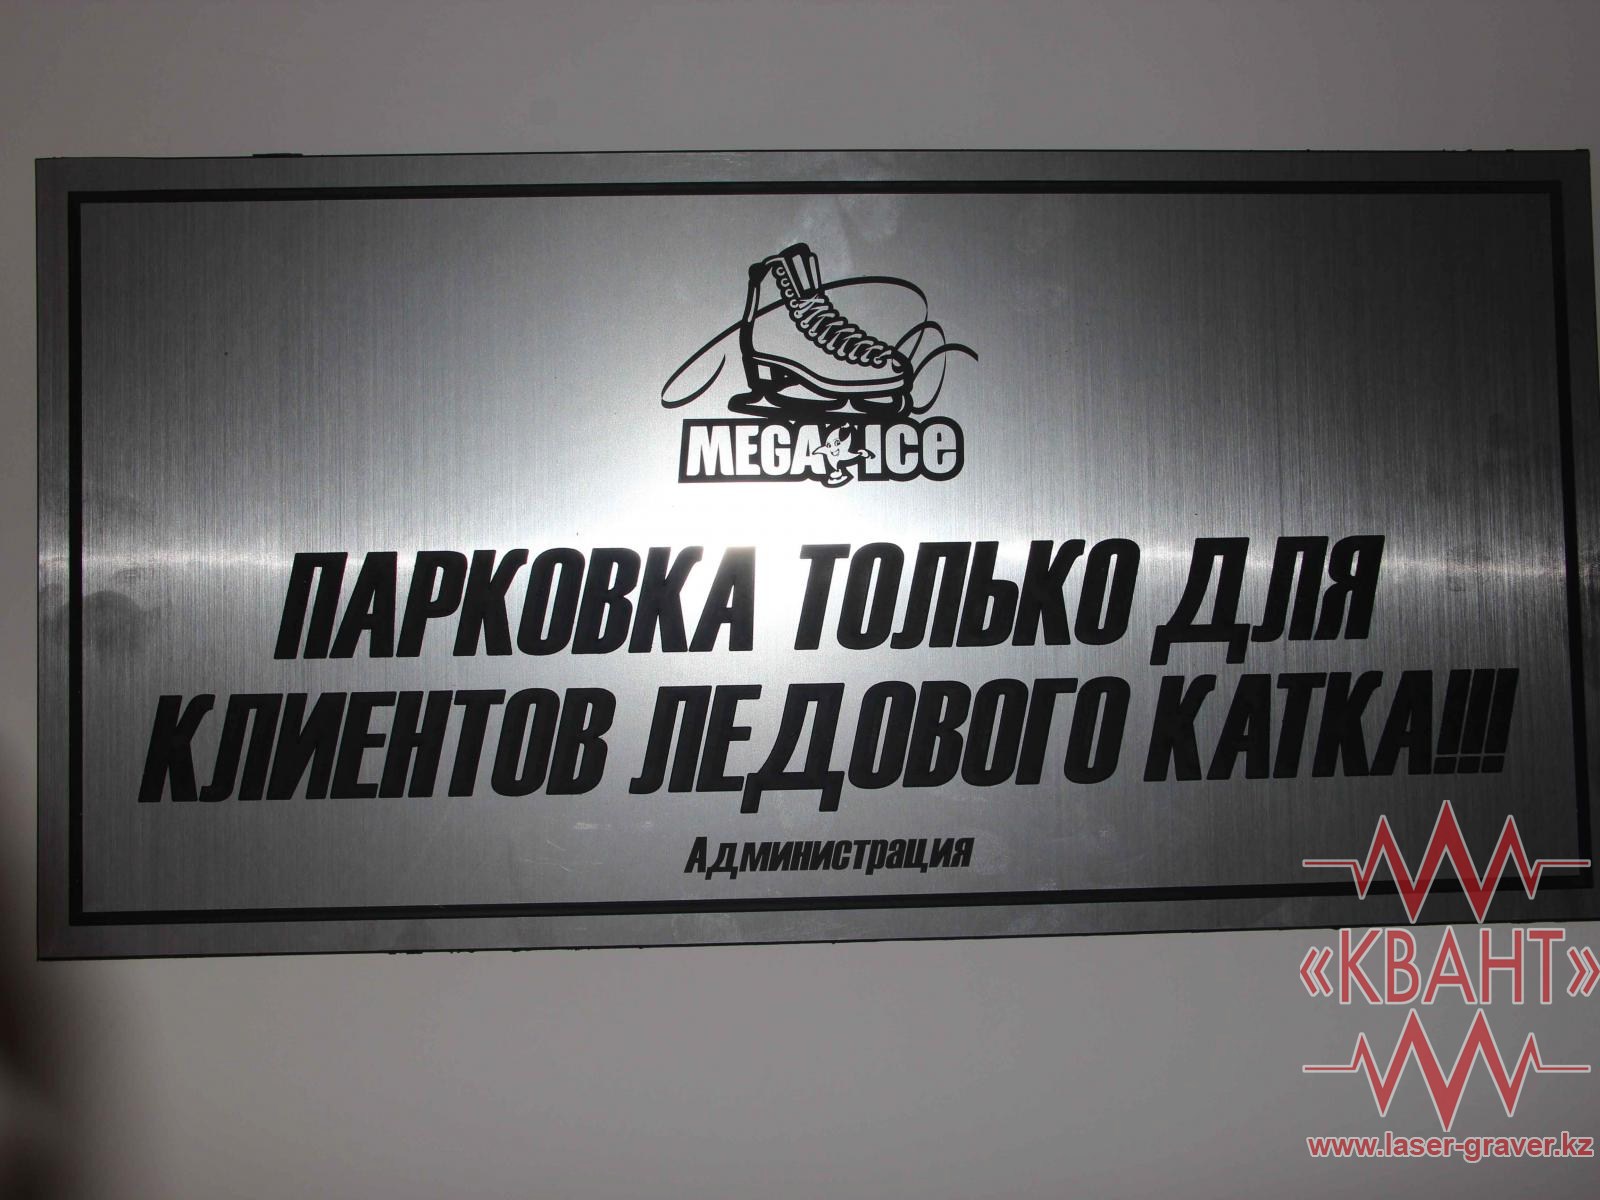 MEGA ICE
ПАРКОВКА ТОЛЬКО ДЛЯ
КЛИЕНТОВ ЛЕДОВОГО КАТКА!!!
Администрация
«КВАНТ»
www.laser-graver.kz